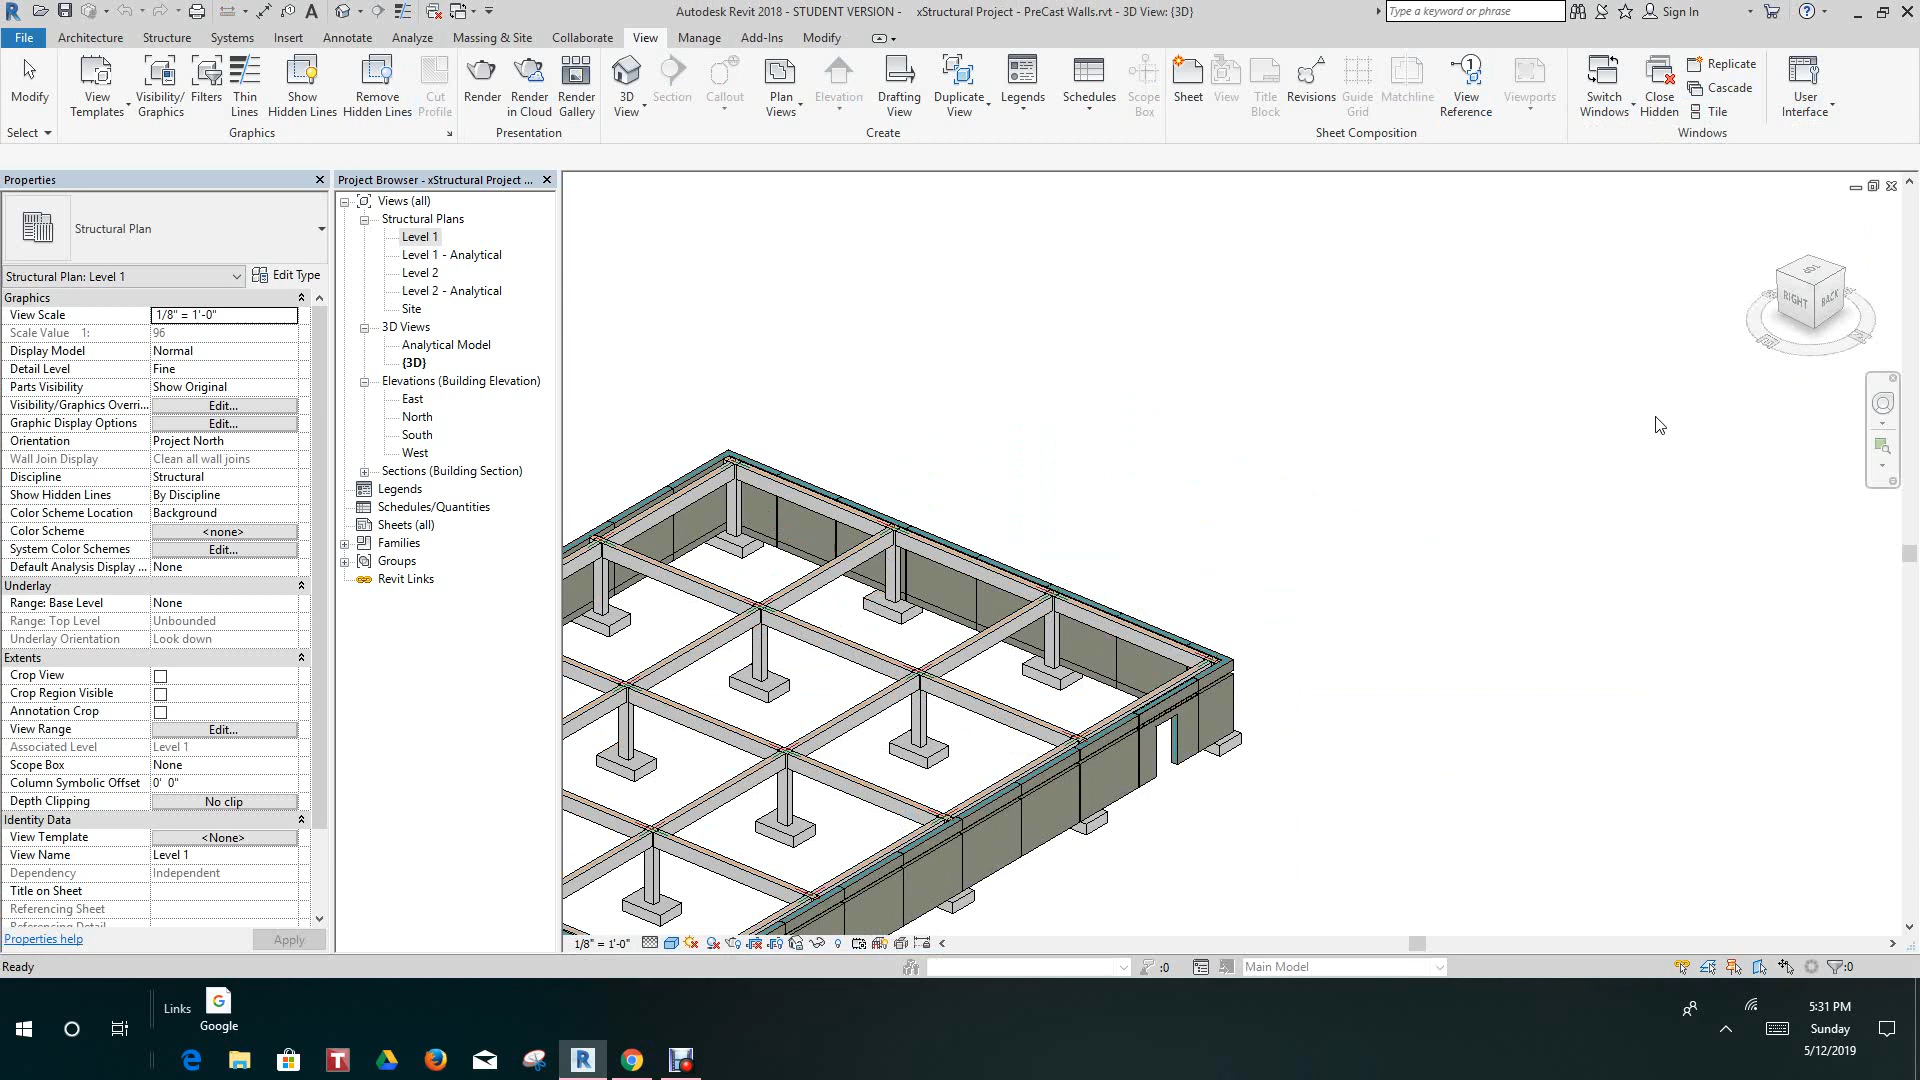 Autodesk Revit 2018 - STUDENT VERSION - xStructural Project - PreCast Walls.rvt - 3D View: {3D}
Type a keyword or phrase
Sign In
File Architecture Structure Systems Insert Annotate Analyze Massing & Site Collaborate View Manage Add-Ins Modify
Modify
View Templates
Visibility/ Graphics
Filters
Thin Lines
Show Hidden Lines
Remove Hidden Lines
Cut Profile
Render
Render in Cloud
Render Gallery
3D View
Section
Callout
Plan Views
Elevation
Drafting View
Duplicate View
Legends
Schedules
Scope Box
Sheet
View
Title Block
Revisions
Guide Grid
Matchline
View Reference
Viewports
Switch Windows
Close Hidden
Replicate
Cascade
Tile
User Interface
Select Graphics Presentation Create Sheet Composition Windows
Properties
Structural Plan
Structural Plan: Level 1 Edit Type
Graphics
View Scale 1/8" = 1'-0"
Scale Value 1: 96
Display Model Normal
Detail Level Fine
Parts Visibility Show Original
Visibility/Graphics Overri... Edit...
Graphic Display Options Edit...
Orientation Project North
Wall Join Display Clean all wall joins
Discipline Structural
Show Hidden Lines By Discipline
Color Scheme Location Background
Color Scheme <none>
System Color Schemes Edit...
Default Analysis Display ... None
Underlay
Range: Base Level None
Range: Top Level Unbounded
Underlay Orientation Look down
Extents
Crop View
Crop Region Visible
Annotation Crop
View Range Edit...
Associated Level Level 1
Scope Box None
Column Symbolic Offset 0' 0"
Depth Clipping No clip
Identity Data
View Template <None>
View Name Level 1
Dependency Independent
Title on Sheet
Referencing Sheet
Referencing Detail
Properties help Apply
Project Browser - xStructural Project ...
Views (all)
Structural Plans
Level 1
Level 1 - Analytical
Level 2
Level 2 - Analytical
Site
3D Views
Analytical Model
{3D}
Elevations (Building Elevation)
East
North
South
West
Sections (Building Section)
Legends
Schedules/Quantities
Sheets (all)
Families
Groups
Revit Links
TOP
RIGHT
BACK
1/8" = 1'-0"
Ready
:0
Main Model
:0
Links
Google
5:31 PM
Sunday
5/12/2019